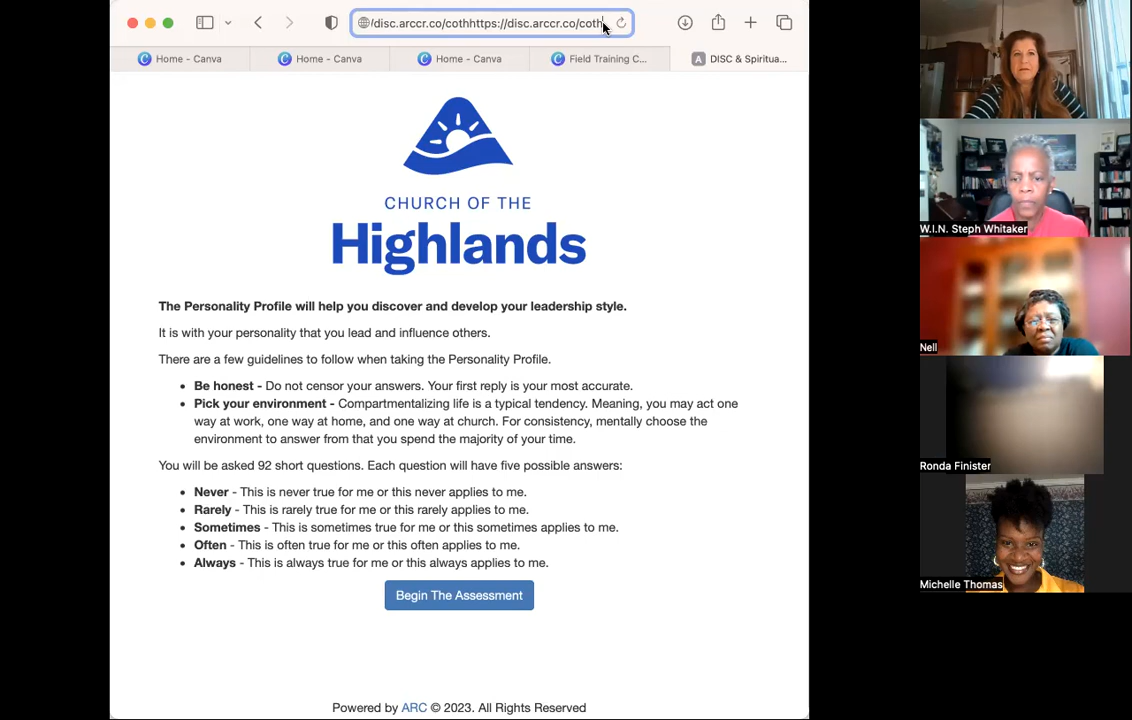 /disc.arccr.co/cothhttps://disc.arccr.co/coth
Home - Canva
Home - Canva
Home - Canva
Field Training C...
DISC & Spiritua...
CHURCH OF THE
Highlands
The Personality Profile will help you discover and develop your leadership style.
It is with your personality that you lead and influence others.
There are a few guidelines to follow when taking the Personality Profile.
• Be honest - Do not censor your answers. Your first reply is your most accurate.
• Pick your environment - Compartmentalizing life is a typical tendency. Meaning, you may act one
way at work, one way at home, and one way at church. For consistency, mentally choose the
environment to answer from that you spend the majority of your time.
You will be asked 92 short questions. Each question will have five possible answers:
• Never - This is never true for me or this never applies to me.
• Rarely - This is rarely true for me or this rarely applies to me.
• Sometimes - This is sometimes true for me or this sometimes applies to me.
• Often - This is often true for me or this often applies to me.
• Always - This is always true for me or this always applies to me.
Begin The Assessment
Powered by ARC © 2023. All Rights Reserved
W.I.N. Steph Whitaker
Nell
Ronda Finister
Michelle Thomas